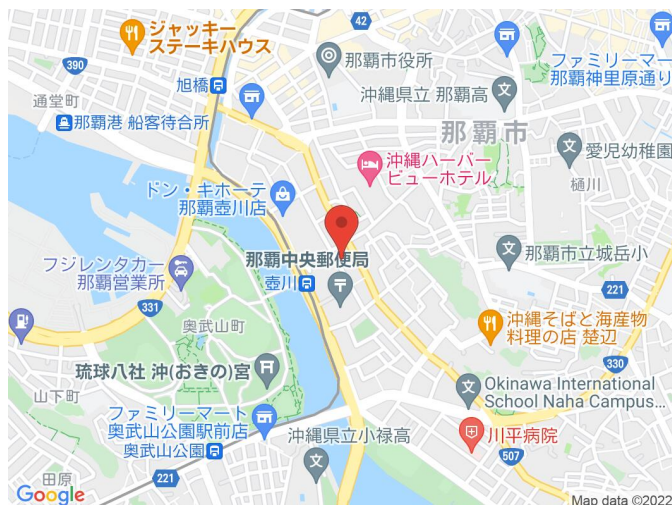 ジャッキー
ステーキハウス
42
那覇市役所
ファミリーマート
那覇神里原通り
390
旭橋
沖縄県立 那覇高
通堂町
那覇港 船客待合所
那覇市
愛児幼稚園
沖縄ハーバー
ビューホテル
樋川
ドン・キホーテ
那覇壺川店
那覇中央郵便局
那覇市立城岳小
フジレンタカー
那覇営業所
壺川
221
331
奥武山町
沖縄そばと海産物
料理の店 楚辺
330
琉球八社 沖(おきの)宮
山下町
Okinawa International
School Naha Campus...
ファミリーマート
奥武山公園駅前店
沖縄県立小禄高
川平病院
奥武山公園
507
田原
221
Google
Map data ©2022